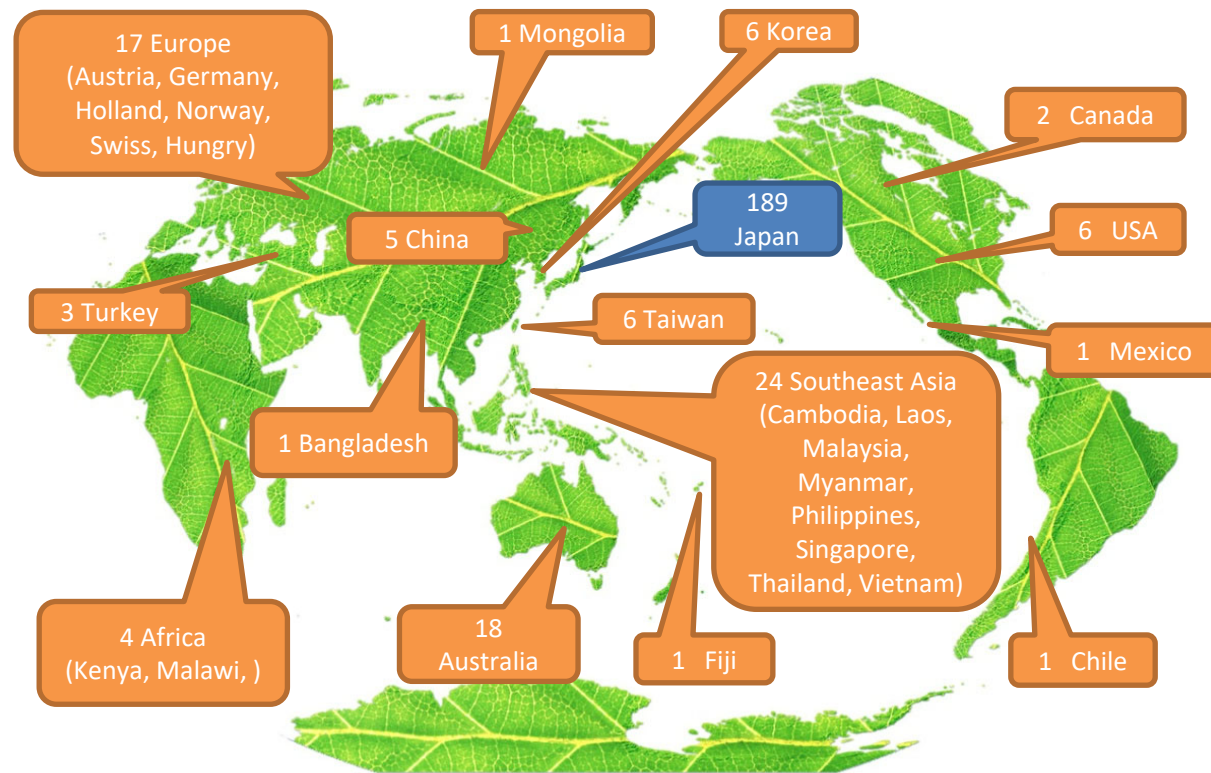 17 Europe
(Austria, Germany,
Holland, Norway,
Swiss, Hungry)
1 Mongolia
6 Korea
2 Canada
189
Japan
5 China
6 USA
3 Turkey
6 Taiwan
1 Mexico
24 Southeast Asia
(Cambodia, Laos,
Malaysia,
Myanmar,
Philippines,
Singapore,
Thailand, Vietnam)
1 Bangladesh
4 Africa
(Kenya, Malawi, )
18
Australia
1 Fiji
1 Chile